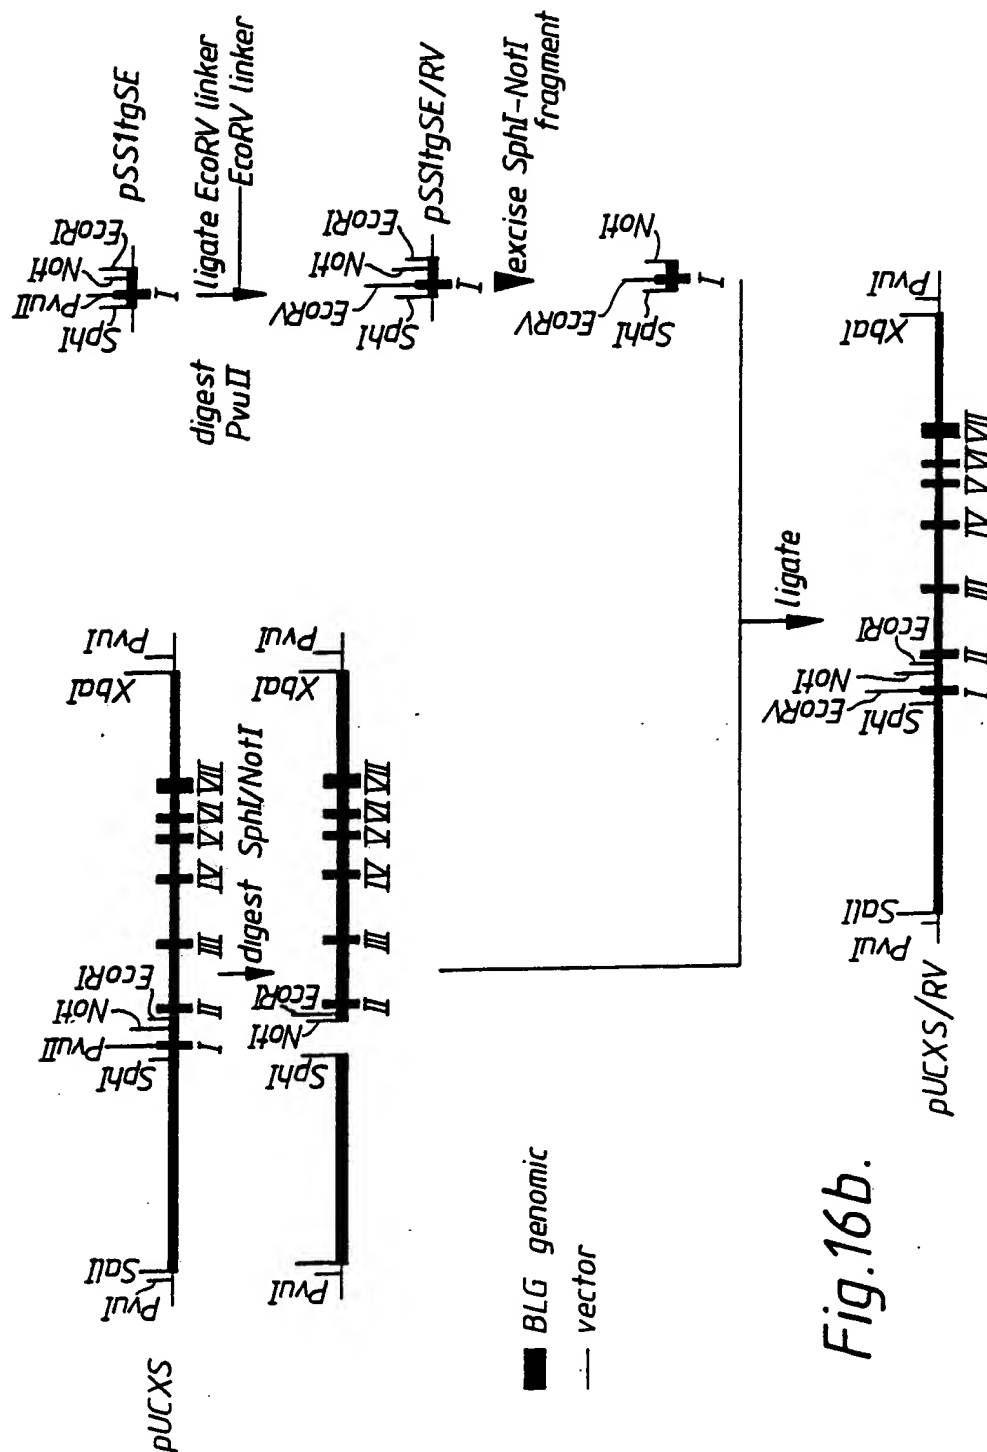 pUCXS
PvuI
SalI
SphI
PvuII
NotI
EcoRI
XbaI
PvuI
I
II
III
IV
V
VI
VII
digest SphI/NotI
PvuI
SphI
NotI
EcoRI
XbaI
PvuI
II
III
IV
V
VI
VII
pSS1tgSE
SphI
PvuII
NotI
EcoRI
I
digest
PvuII
ligate EcoRV linker
EcoRV linker
pSS1tgSE/RV
SphI
EcoRV
NotI
EcoRI
I
excise SphI-NotI
fragment
SphI
EcoRV
NotI
I
ligate
BLG genomic
vector
pUCXS/RV
PvuI
SalI
SphI
EcoRV
NotI
EcoRI
XbaI
PvuI
I
II
III
IV
V
VI
VII
Fig.16b.